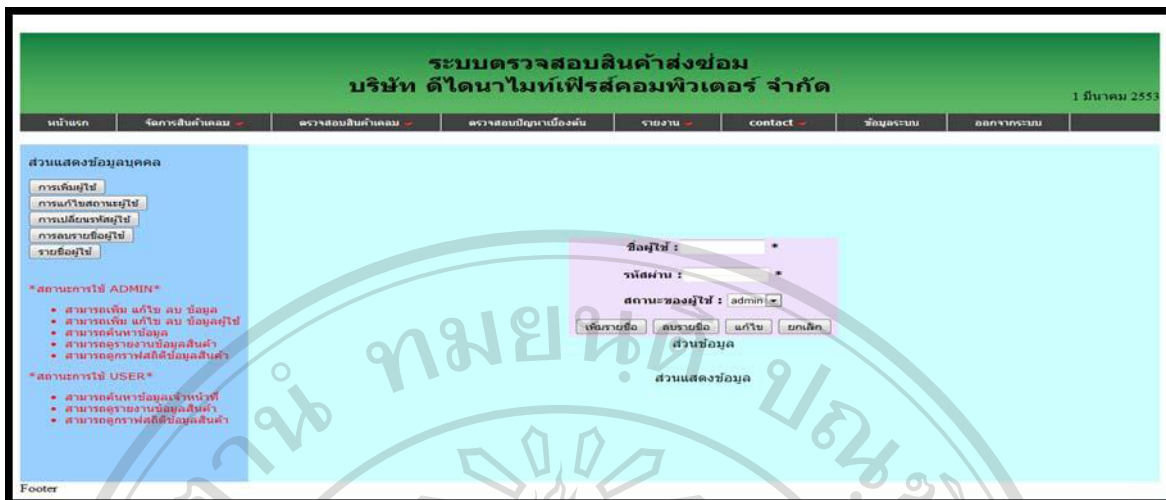 ระบบตรวจสอบสินค้าส่งซ่อม
บริษัท ดีไดนาไมท์เฟิรส์คอมพิวเตอร์ จำกัด
1 มีนาคม 2553
หน้าแรก จัดการสินค้าเคลม ตรวจสอบสินค้าเคลม ตรวจสอบปัญหาเบื้องต้น รายงาน contact ข้อมูลระบบ ออกจากระบบ
ส่วนแสดงข้อมูลบุคคล
การเพิ่มผู้ใช้
การแก้ไขสถานะผู้ใช้
การเปลี่ยนรหัสผู้ใช้
การลบรายชื่อผู้ใช้
รายชื่อผู้ใช้
*สถานะการใช้ ADMIN*
สามารถเพิ่ม แก้ไข ลบ ข้อมูล
สามารถเพิ่ม แก้ไข ลบ ข้อมูลผู้ใช้
สามารถค้นหาข้อมูล
สามารถดูรายงานข้อมูลสินค้า
สามารถดูกราฟสถิติข้อมูลสินค้า
*สถานะการใช้ USER*
สามารถค้นหาข้อมูลเจ้าหน้าที่
สามารถดูรายงานข้อมูลสินค้า
สามารถดูกราฟสถิติข้อมูลสินค้า
ชื่อผู้ใช้ : *
รหัสผ่าน : *
สถานะของผู้ใช้ : admin
เพิ่มรายชื่อ ลบรายชื่อ แก้ไข ยกเลิก
ส่วนข้อมูล
ส่วนแสดงข้อมูล
Footer